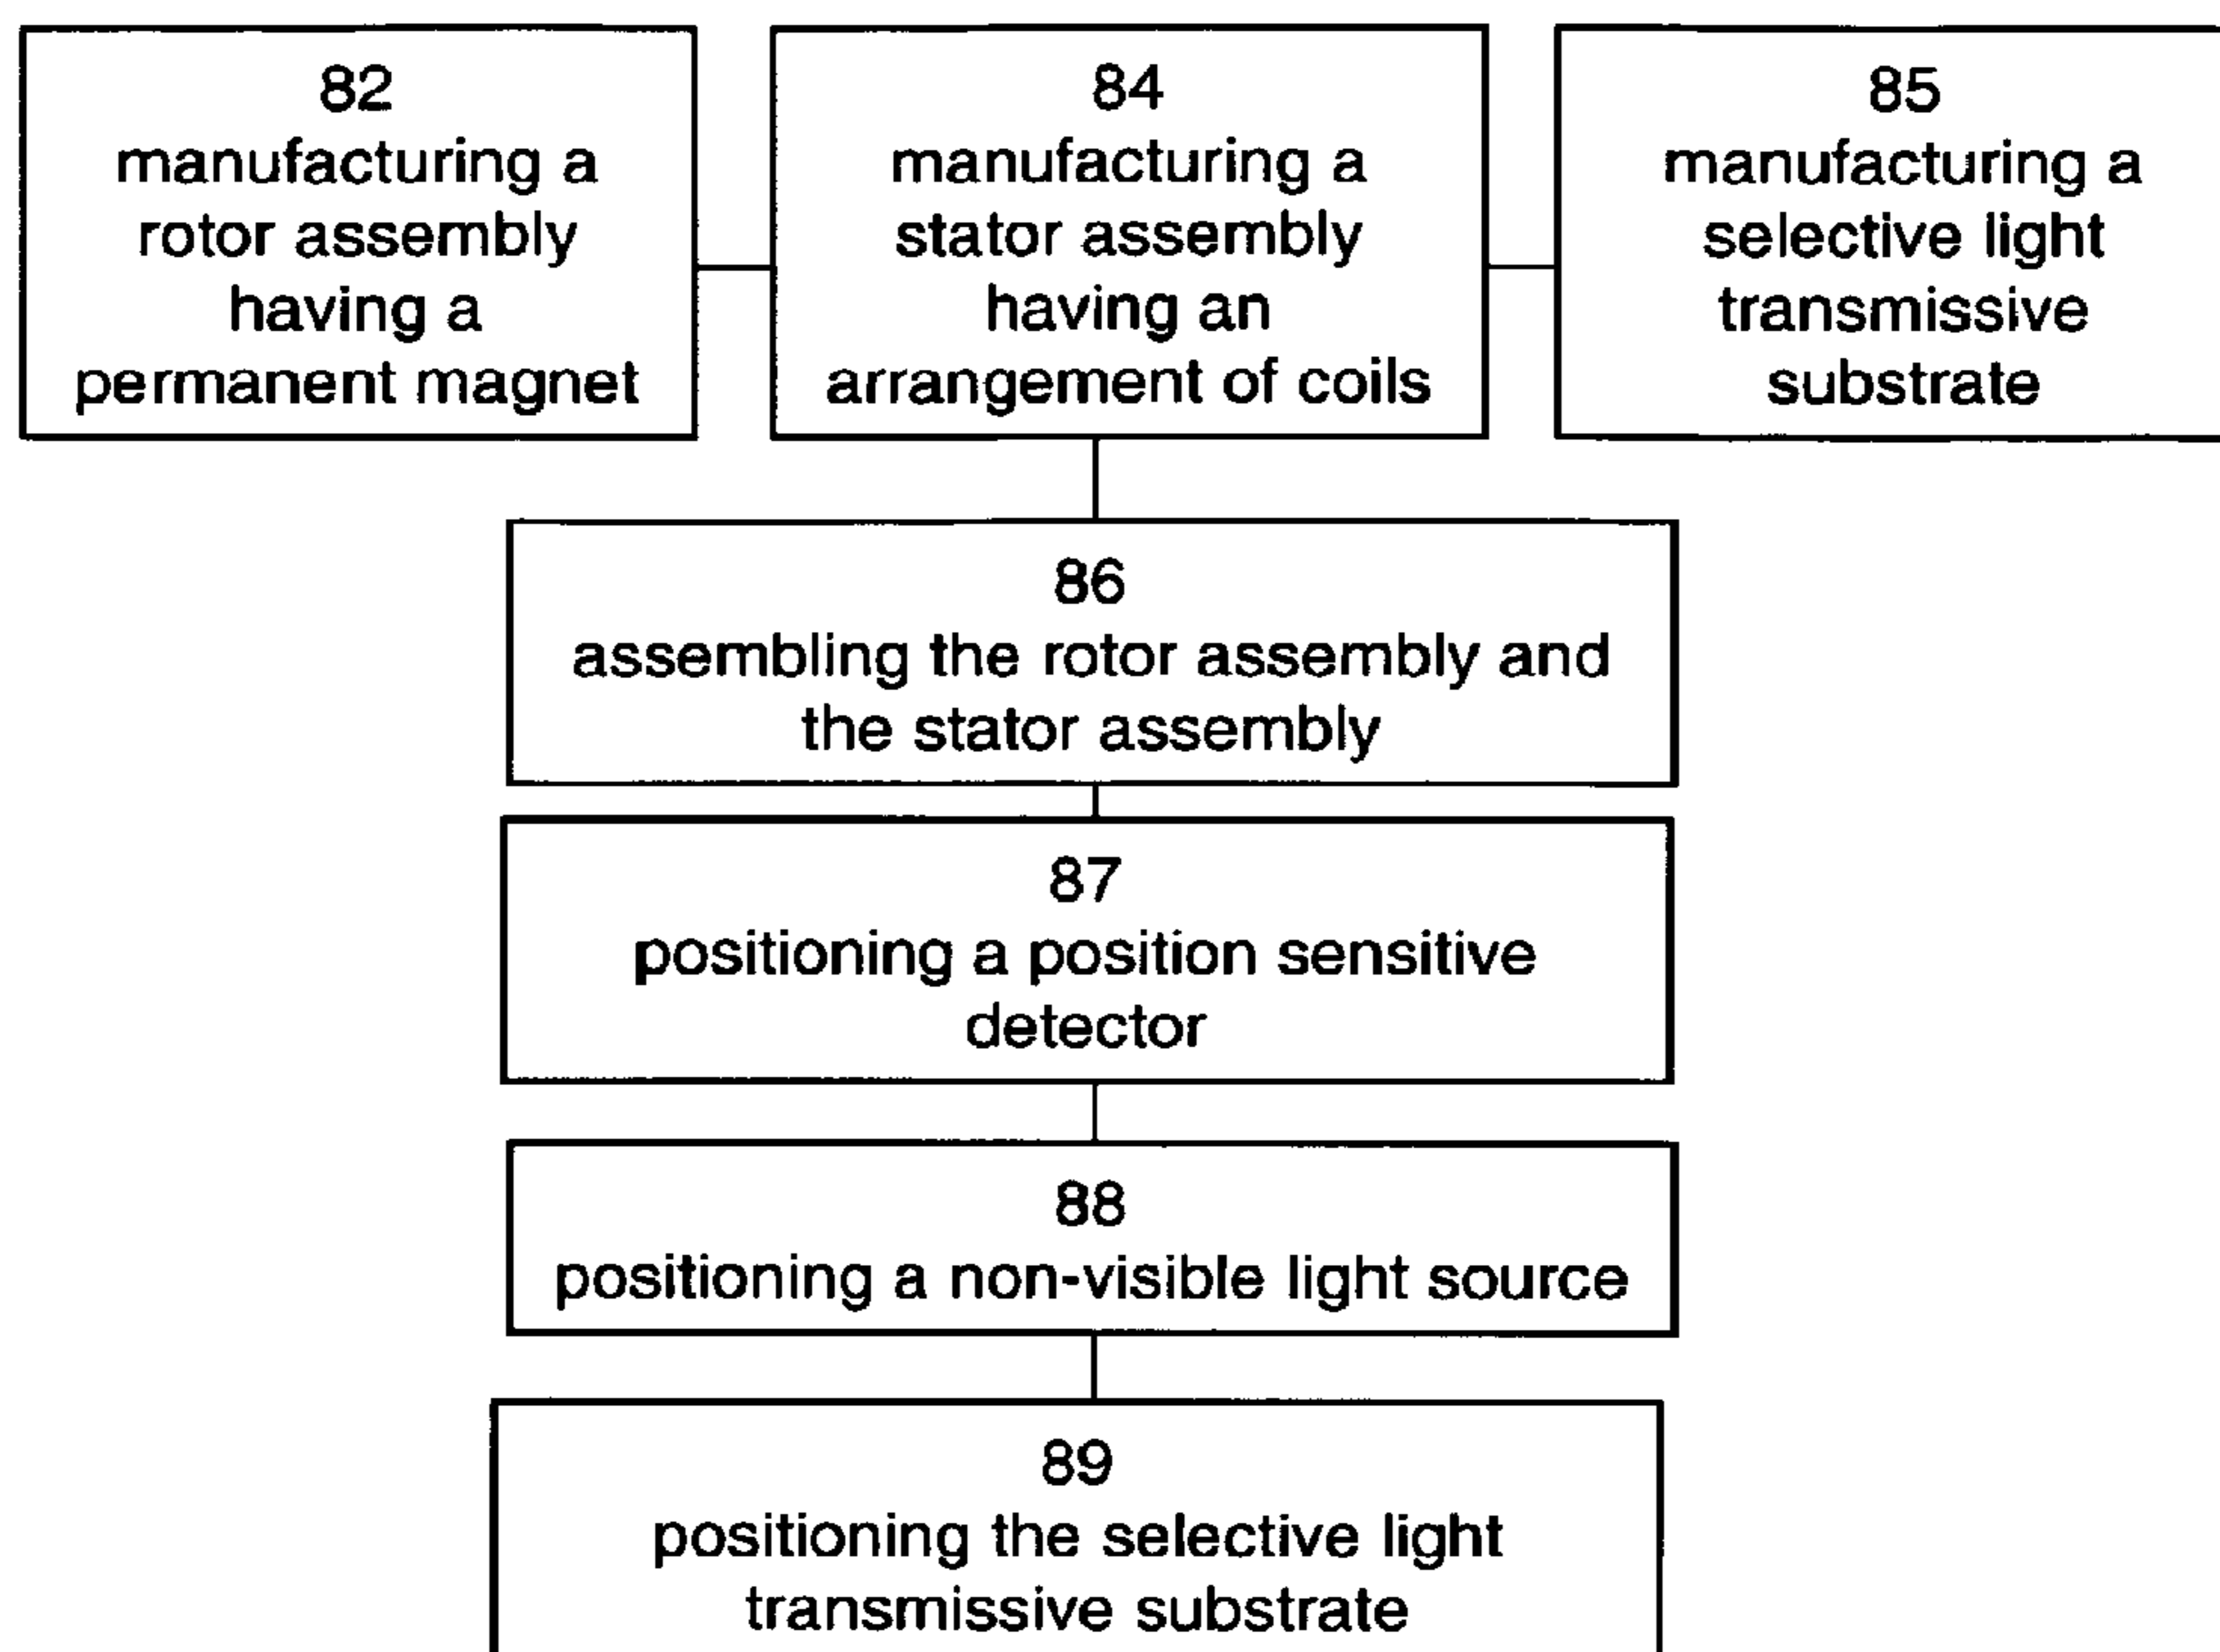 82
manufacturing a
rotor assembly
having a
permanent magnet
84
manufacturing a
stator assembly
having an
arrangement of coils
85
manufacturing a
selective light
transmissive
substrate
86
assembling the rotor assembly and
the stator assembly
87
positioning a position sensitive
detector
88
positioning a non-visible light source
89
positioning the selective light
transmissive substrate